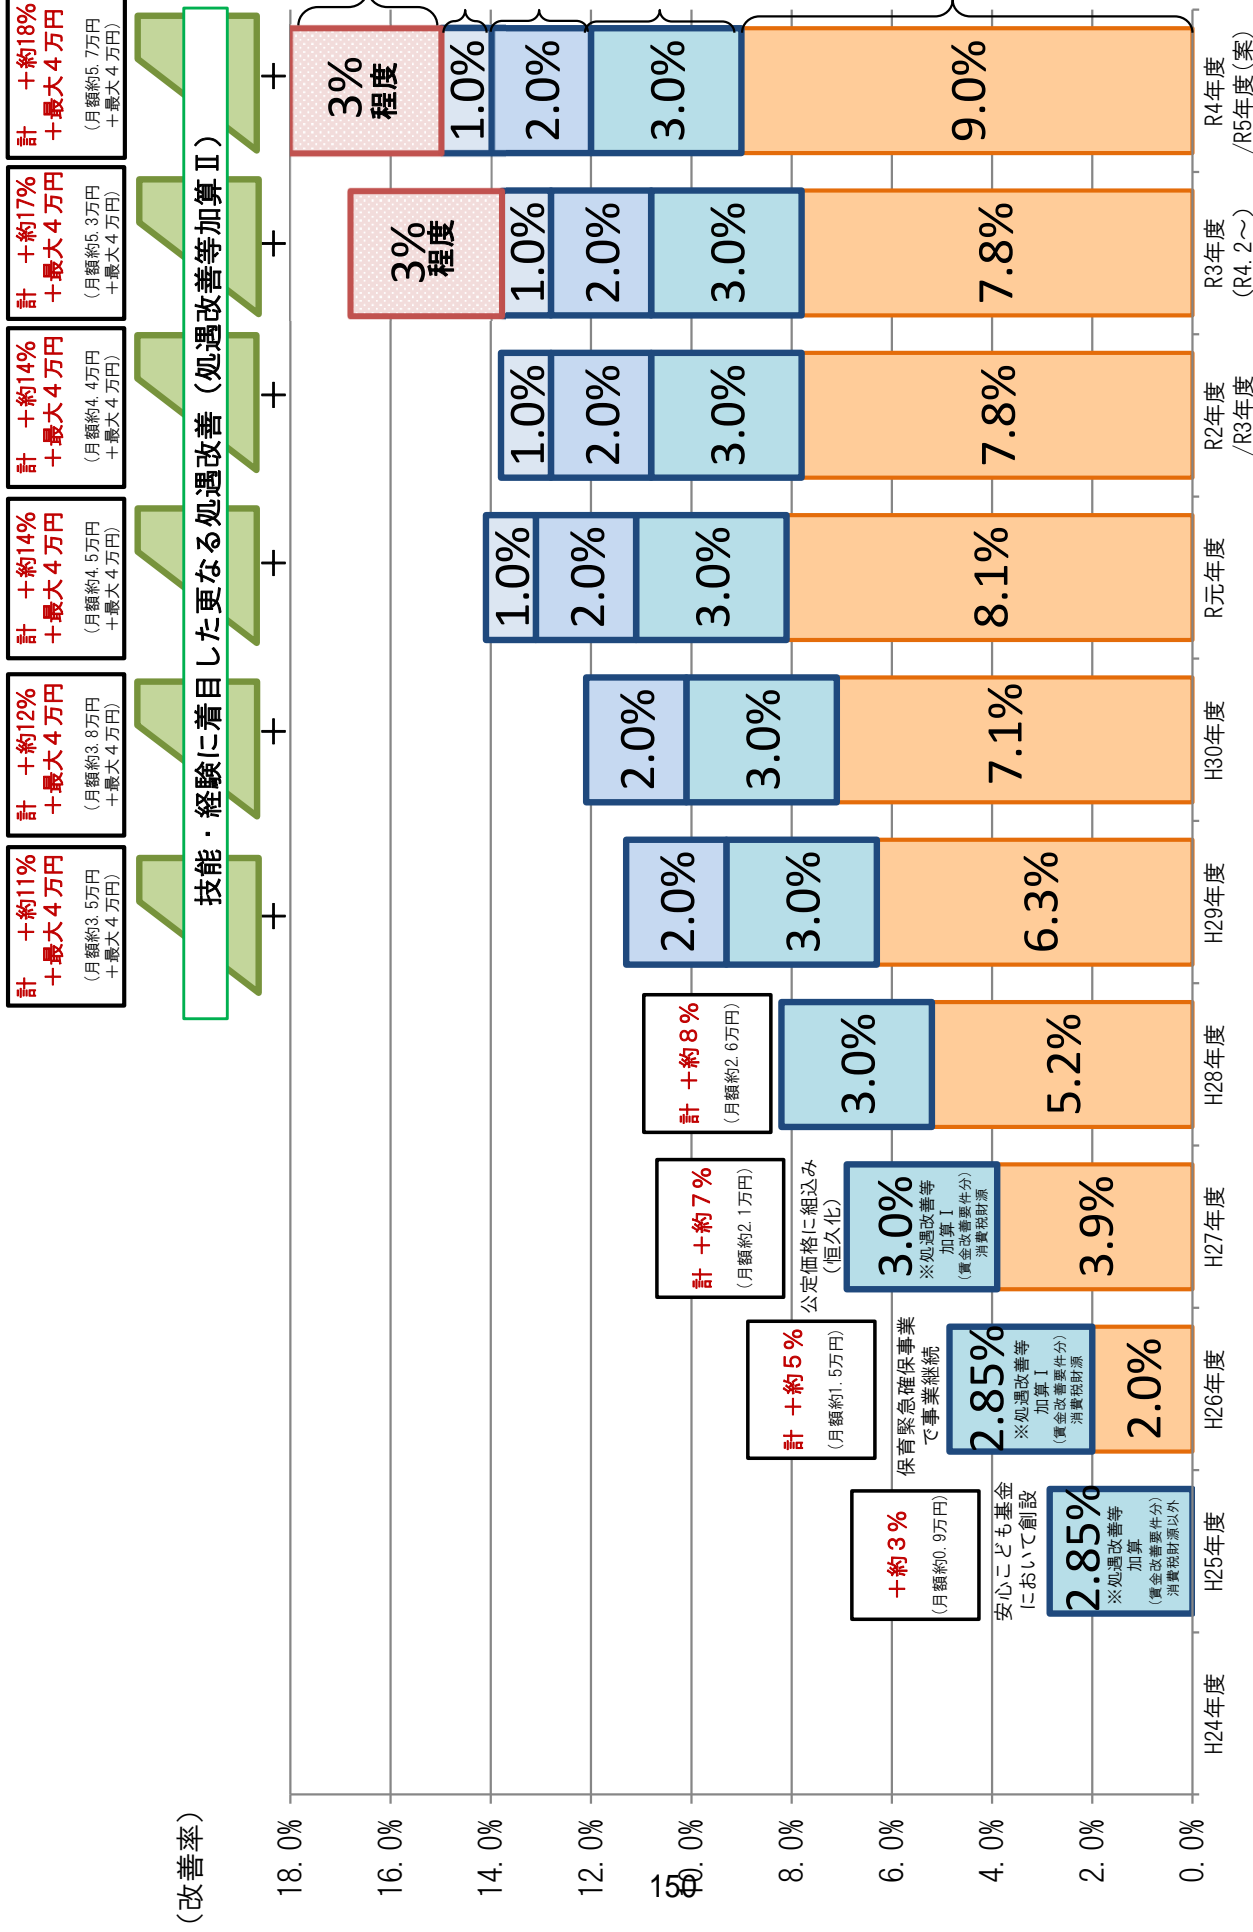 (改善率)
計 +約11%
+最大４万円
(月額約3.5万円
+最大４万円)
計 +約12%
+最大４万円
(月額約3.8万円
+最大４万円)
計 +約14%
+最大４万円
(月額約4.5万円
+最大４万円)
計 +約14%
+最大４万円
(月額約4.4万円
+最大４万円)
計 +約17%
+最大４万円
(月額約5.3万円
+最大４万円)
計 +約18%
+最大４万円
(月額約5.7万円
+最大４万円)
技能・経験に着目した更なる処遇改善（処遇改善等加算Ⅱ）
+
+
+
+
+
+
18.0%
16.0%
14.0%
12.0%
10.0%
8.0%
6.0%
4.0%
2.0%
0.0%
150
+約３%
(月額約0.9万円)
安心こども基金
において創設
2.85%
※処遇改善等
加算
(賃金改善要件分)
消費税財源以外
計 +約５%
(月額約1.5万円)
保育緊急確保事業
で事業継続
2.85%
※処遇改善等
加算Ⅰ
(賃金改善要件分)
消費税財源
2.0%
計 +約７%
(月額約2.1万円)
公定価格に組込み
(恒久化)
3.0%
※処遇改善等
加算Ⅰ
(賃金改善要件分)
消費税財源
3.9%
計 +約８%
(月額約2.6万円)
3.0%
5.2%
2.0%
3.0%
6.3%
2.0%
3.0%
7.1%
1.0%
2.0%
3.0%
8.1%
1.0%
2.0%
3.0%
7.8%
3%
程度
1.0%
2.0%
3.0%
7.8%
3%
程度
1.0%
2.0%
3.0%
9.0%
H24年度
H25年度
H26年度
H27年度
H28年度
H29年度
H30年度
R元年度
R2年度
/R3年度
R3年度
(R4.2～)
R4年度
/R5年度(案)